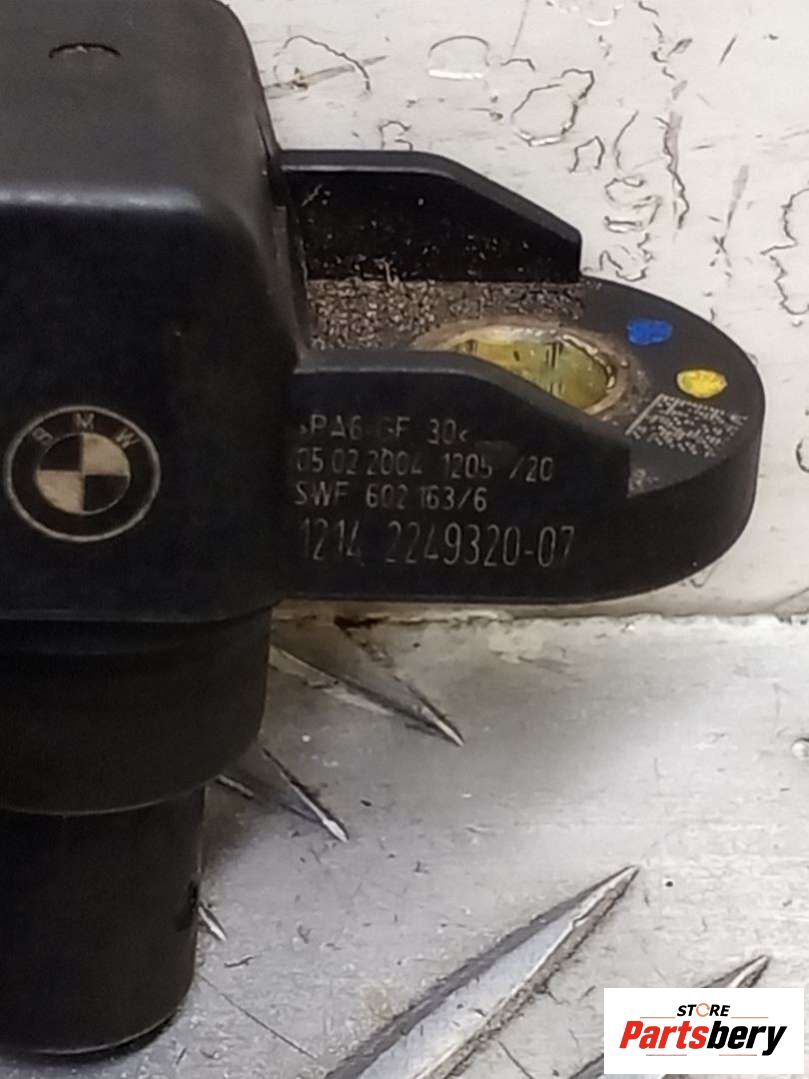 BMW
>PA6-GF 30<
05.02.2004 1205 /20
SWF 602 163/6
1214 2249320-07
STORE
Partsbery